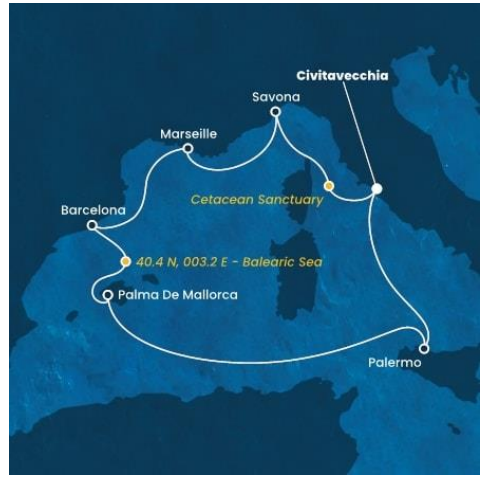 Civitavecchia
Savona
Marseille
Cetacean Sanctuary
Barcelona
40.4 N, 003.2 E - Balearic Sea
Palma De Mallorca
Palermo